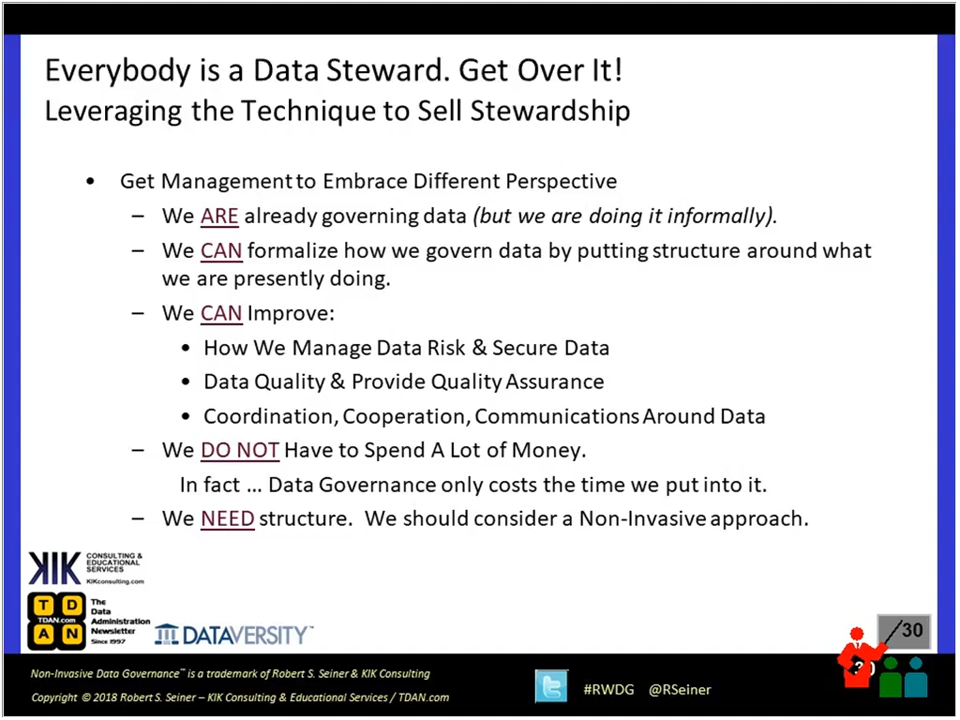 Everybody is a Data Steward. Get Over It!
Leveraging the Technique to Sell Stewardship
• Get Management to Embrace Different Perspective
– We ARE already governing data (but we are doing it informally).
– We CAN formalize how we govern data by putting structure around what
we are presently doing.
– We CAN Improve:
• How We Manage Data Risk & Secure Data
• Data Quality & Provide Quality Assurance
• Coordination, Cooperation, Communications Around Data
– We DO NOT Have to Spend A Lot of Money.
In fact ... Data Governance only costs the time we put into it.
– We NEED structure.  We should consider a Non-Invasive approach.
KIK
CONSULTING &
EDUCATIONAL
SERVICES
KIKconsulting.com
T D
TDAN.com
A N
The
Data
Administration
Newsletter
Since 1997
DATAVERSITY™
/30
30
Non-Invasive Data Governance™ is a trademark of Robert S. Seiner & KIK Consulting
Copyright © 2018 Robert S. Seiner – KIK Consulting & Educational Services / TDAN.com
#RWDG @RSeiner